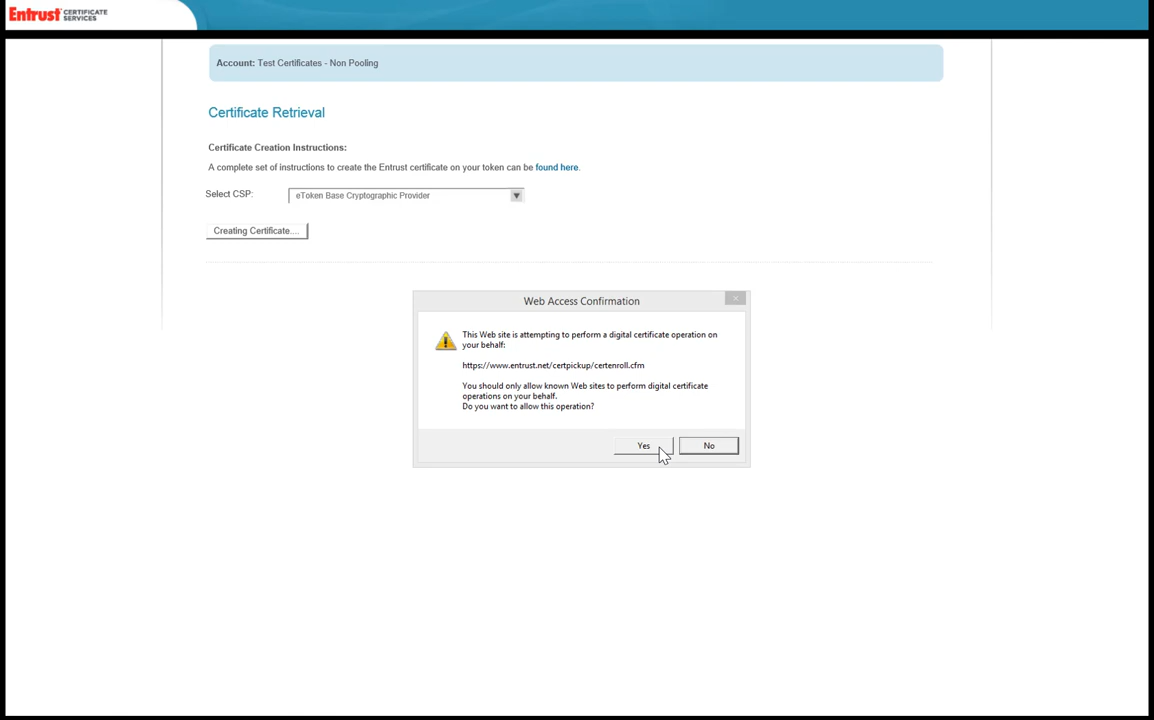 Entrust CERTIFICATE SERVICES
Account: Test Certificates - Non Pooling
Certificate Retrieval
Certificate Creation Instructions:
A complete set of instructions to create the Entrust certificate on your token can be found here.
Select CSP: eToken Base Cryptographic Provider
Creating Certificate....
Web Access Confirmation
This Web site is attempting to perform a digital certificate operation on
your behalf:
https://www.entrust.net/certpickup/certenroll.cfm
You should only allow known Web sites to perform digital certificate
operations on your behalf.
Do you want to allow this operation?
Yes No